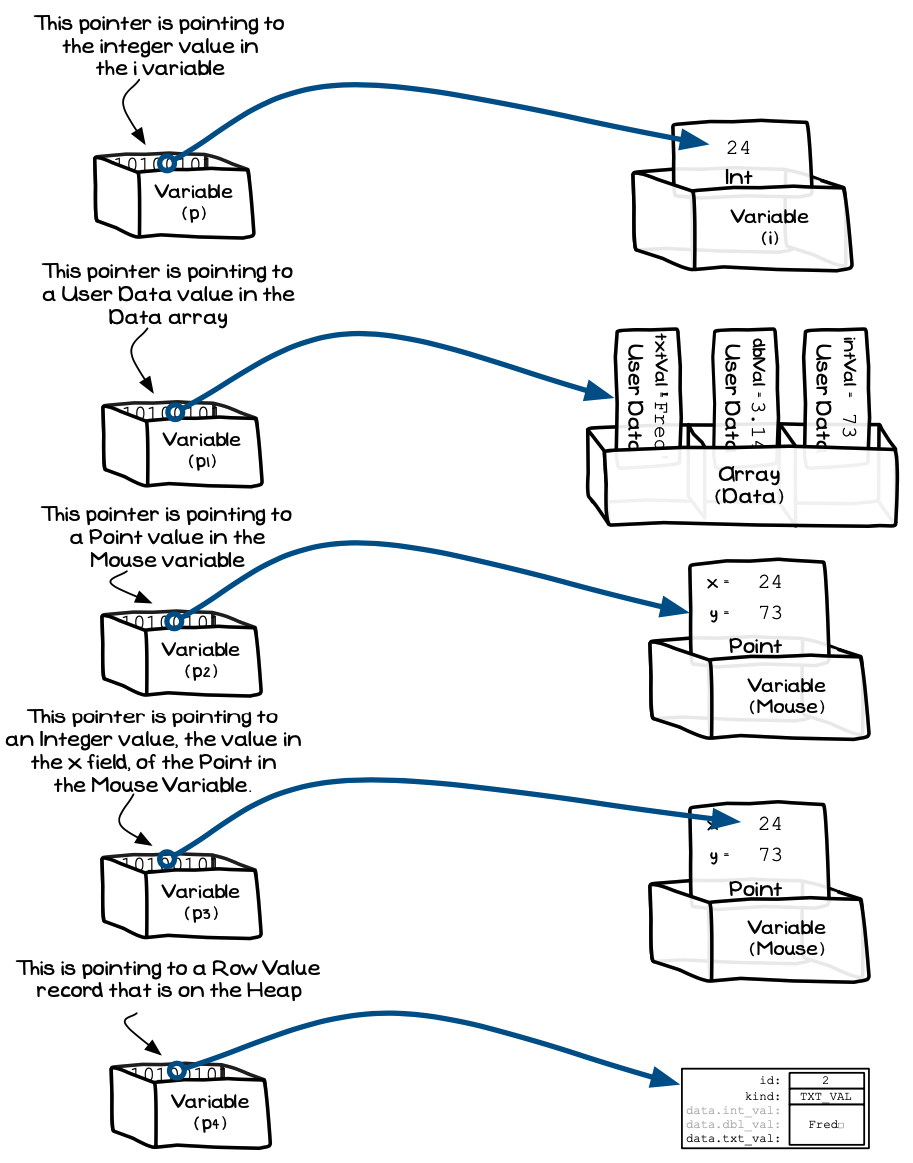 This pointer is pointing to
the integer value in
the i variable
1010010
Variable
(p)
24
Int
Variable
(i)
This pointer is pointing to
a User Data value in the
Data array
1010010
Variable
(p1)
txtVal = "Fred
User Data
dblVal = 3.14
User Data
intVal = 73
User Data
Array
(Data)
This pointer is pointing to
a Point value in the
Mouse variable
1010010
Variable
(p2)
x = 24
y = 73
Point
Variable
(Mouse)
This pointer is pointing to
an Integer value, the value in
the x field, of the Point in
the Mouse Variable.
1010010
Variable
(p3)
x 24
y = 73
Point
Variable
(Mouse)
This is pointing to a Row Value
record that is on the Heap
1010010
Variable
(p4)
id: 2
kind: TXT_VAL
data.int_val:
data.dbl_val: Fred
data.txt_val: